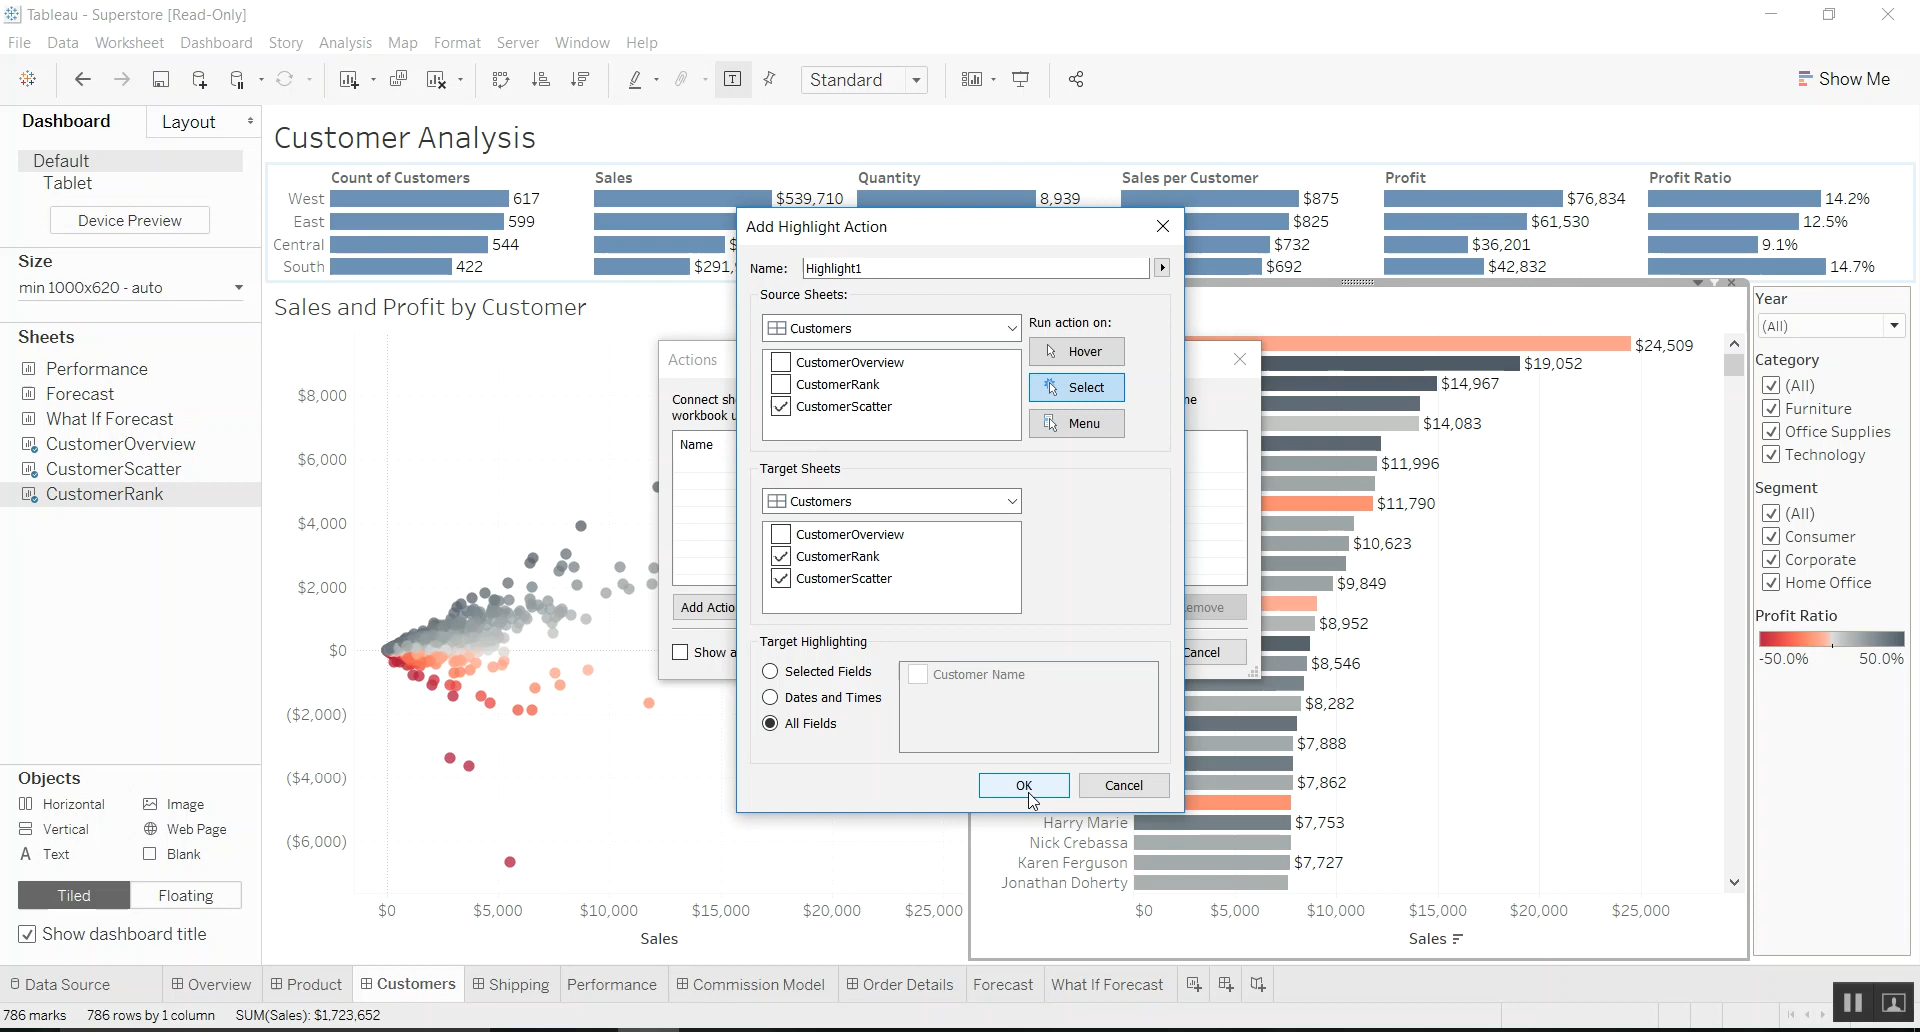 Tableau - Superstore [Read-Only]
File Data Worksheet Dashboard Story Analysis Map Format Server Window Help
Standard
Show Me
Dashboard Layout
Default
Tablet
Device Preview
Size
min 1000x620 - auto
Sheets
Performance
Forecast
What If Forecast
CustomerOverview
CustomerScatter
CustomerRank
Objects
Horizontal Image
Vertical Web Page
A Text Blank
Tiled Floating
Show dashboard title
Customer Analysis
Count of Customers Sales Quantity Sales per Customer Profit Profit Ratio
West 617 $539,710 8,939 $875 $76,834 14.2%
East 599 $825 $61,530 12.5%
Central 544 $ $732 $36,201 9.1%
South 422 $291, $692 $42,832 14.7%
Sales and Profit by Customer
$8,000
$6,000
$4,000
$2,000
$0
($2,000)
($4,000)
($6,000)
$0 $5,000 $10,000 $15,000 $20,000 $25,000
Sales
Actions
Connect sh
workbook u
ne
Name
Add Actio
emove
Show a
Cancel
Add Highlight Action
Name: Highlight1
Source Sheets:
Customers
CustomerOverview
CustomerRank
CustomerScatter
Run action on:
Hover
Select
Menu
Target Sheets
Customers
CustomerOverview
CustomerRank
CustomerScatter
Target Highlighting
Selected Fields
Dates and Times
All Fields
Customer Name
OK Cancel
$24,509
$19,052
$14,967
$14,083
$11,996
$11,790
$10,623
$9,849
$8,952
$8,546
$8,282
$7,888
$7,862
Harry Marie $7,753
Nick Crebassa
Karen Ferguson $7,727
Jonathan Doherty
$0 $5,000 $10,000 $15,000 $20,000 $25,000
Sales
Year
(All)
Category
(All)
Furniture
Office Supplies
Technology
Segment
(All)
Consumer
Corporate
Home Office
Profit Ratio
-50.0% 50.0%
Data Source Overview Product Customers Shipping Performance Commission Model Order Details Forecast What If Forecast
786 marks 786 rows by 1 column SUM(Sales): $1,723,652